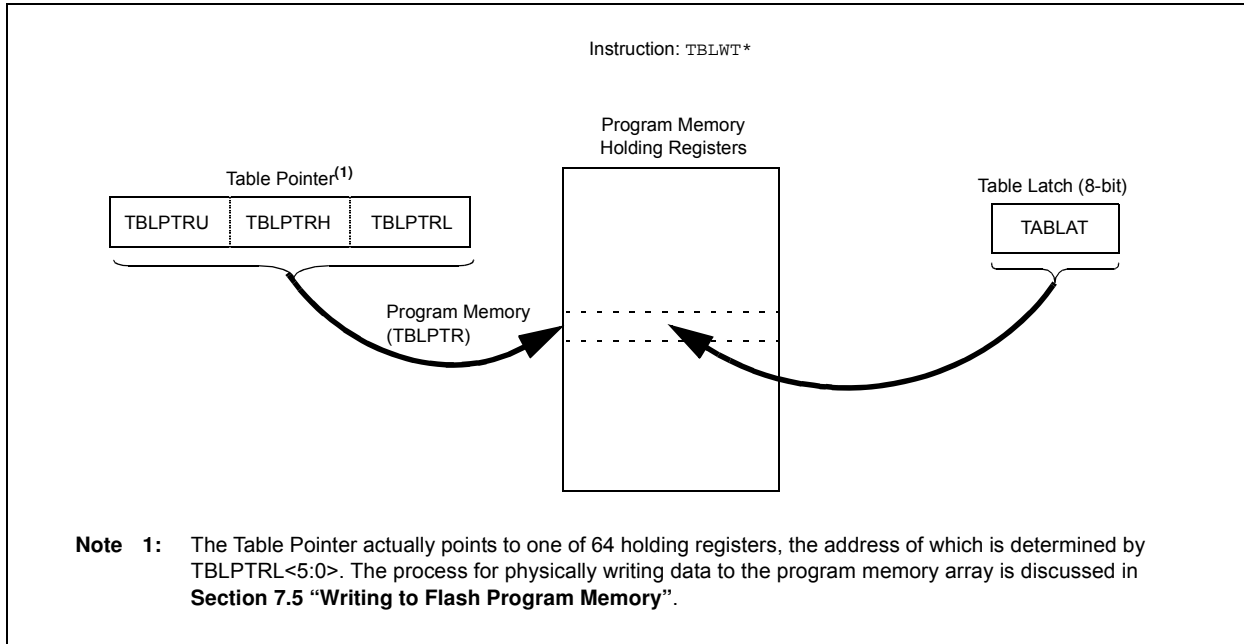 Instruction: TBLWT*
Program Memory
Holding Registers
Table Pointer(1)
Table Latch (8-bit)
TBLPTRU TBLPTRH TBLPTRL
TABLAT
Program Memory
(TBLPTR)
Note 1: The Table Pointer actually points to one of 64 holding registers, the address of which is determined by
TBLPTRL<5:0>. The process for physically writing data to the program memory array is discussed in
Section 7.5 “Writing to Flash Program Memory”.